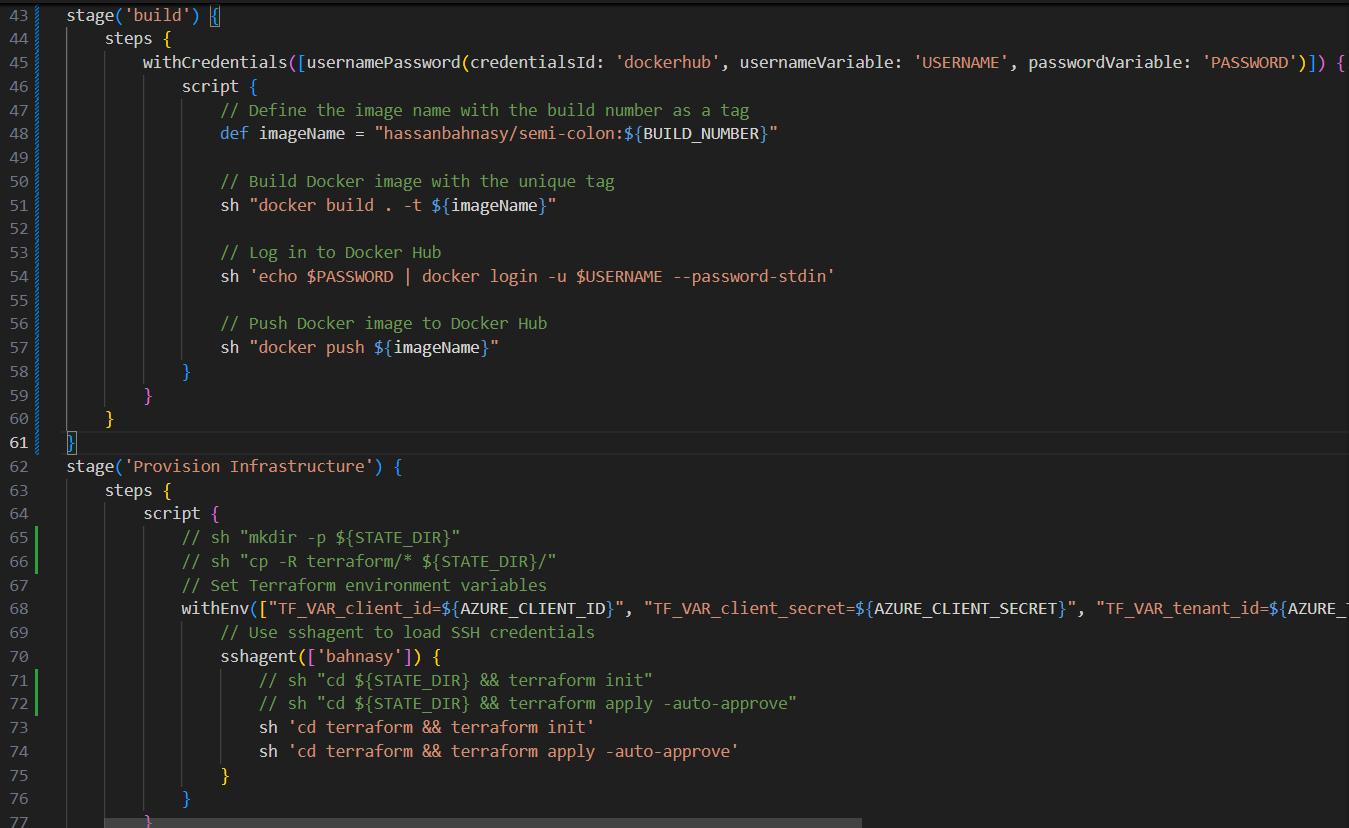 43 stage('build') {
44 steps {
45 withCredentials([usernamePassword(credentialsId: 'dockerhub', usernameVariable: 'USERNAME', passwordVariable: 'PASSWORD')]) {
46 script {
47 // Define the image name with the build number as a tag
48 def imageName = "hassanbahnasy/semi-colon:${BUILD_NUMBER}"
49
50 // Build Docker image with the unique tag
51 sh "docker build . -t ${imageName}"
52
53 // Log in to Docker Hub
54 sh 'echo $PASSWORD | docker login -u $USERNAME --password-stdin'
55
56 // Push Docker image to Docker Hub
57 sh "docker push ${imageName}"
58 }
59 }
60 }
61 }
62 stage('Provision Infrastructure') {
63 steps {
64 script {
65 // sh "mkdir -p ${STATE_DIR}"
66 // sh "cp -R terraform/* ${STATE_DIR}/"
67 // Set Terraform environment variables
68 withEnv(["TF_VAR_client_id=${AZURE_CLIENT_ID}", "TF_VAR_client_secret=${AZURE_CLIENT_SECRET}", "TF_VAR_tenant_id=${AZURE_
69 // Use sshagent to load SSH credentials
70 sshagent(['bahnasy']) {
71 // sh "cd ${STATE_DIR} && terraform init"
72 // sh "cd ${STATE_DIR} && terraform apply -auto-approve"
73 sh 'cd terraform && terraform init'
74 sh 'cd terraform && terraform apply -auto-approve'
75 }
76 }
77 }